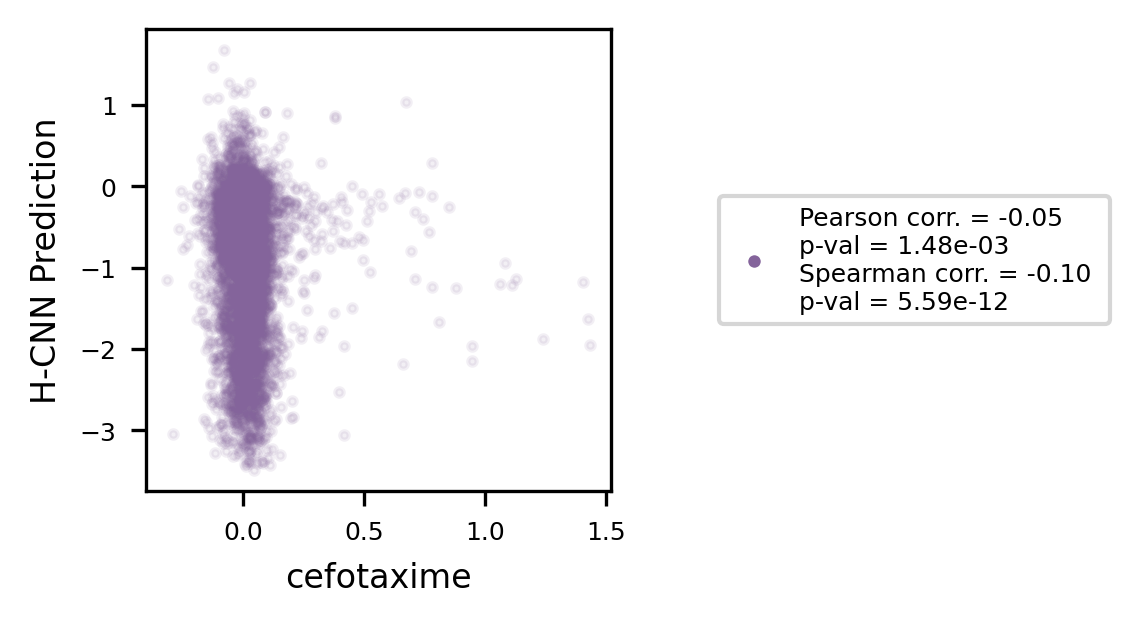 H-CNN Prediction
1
0
−1
−2
−3
0.0 0.5 1.0 1.5
cefotaxime
Pearson corr. = -0.05
p-val = 1.48e-03
Spearman corr. = -0.10
p-val = 5.59e-12